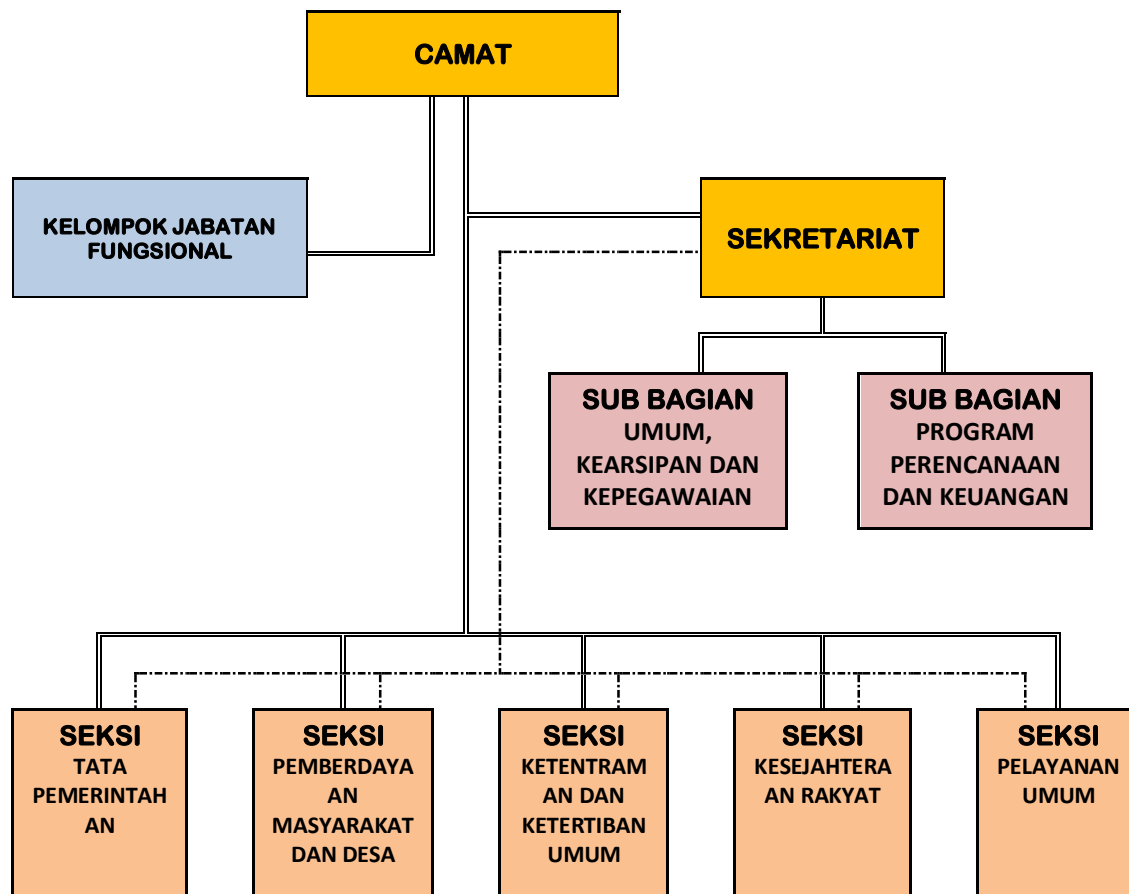 CAMAT
KELOMPOK JABATAN
FUNGSIONAL
SEKRETARIAT
SUB BAGIAN
UMUM,
KEARSIPAN DAN
KEPEGAWAIAN
SUB BAGIAN
PROGRAM
PERENCANAAN
DAN KEUANGAN
SEKSI
TATA
PEMERINTAH
AN
SEKSI
PEMBERDAYA
AN
MASYARAKAT
DAN DESA
SEKSI
KETENTRAM
AN DAN
KETERTIBAN
UMUM
SEKSI
KESEJAHTERA
AN RAKYAT
SEKSI
PELAYANAN
UMUM